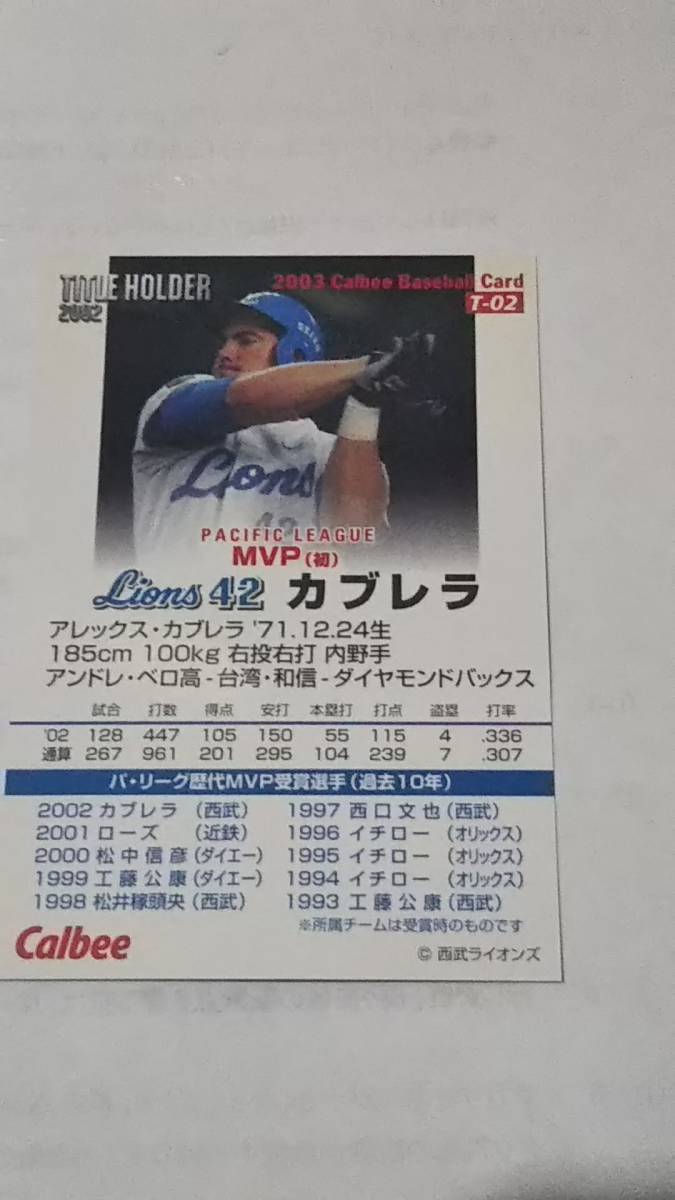 TITLE HOLDER
2002
2003 Calbee Baseball Card
T-02
Lions
42
PACIFIC LEAGUE
MVP(初)
Lions 42 カブレラ
アレックス・カブレラ '71.12.24生
185cm 100kg 右投右打 内野手
アンドレ・ベロ高-台湾・和信-ダイヤモンドバックス
試合 打数 得点 安打 本塁打 打点 盗塁 打率
'02 128 447 105 150 55 115 4 .336
通算 267 961 201 295 104 239 7 .307
パ・リーグ歴代MVP受賞選手(過去10年)
2002 カブレラ (西武) 1997 西口文也(西武)
2001 ローズ (近鉄) 1996 イチロー (オリックス)
2000 松中信彦(ダイエー) 1995 イチロー (オリックス)
1999 工藤公康(ダイエー) 1994 イチロー (オリックス)
1998 松井稼頭央(西武) 1993 工藤公康(西武)
※所属チームは受賞時のものです
Calbee
© 西武ライオンズ